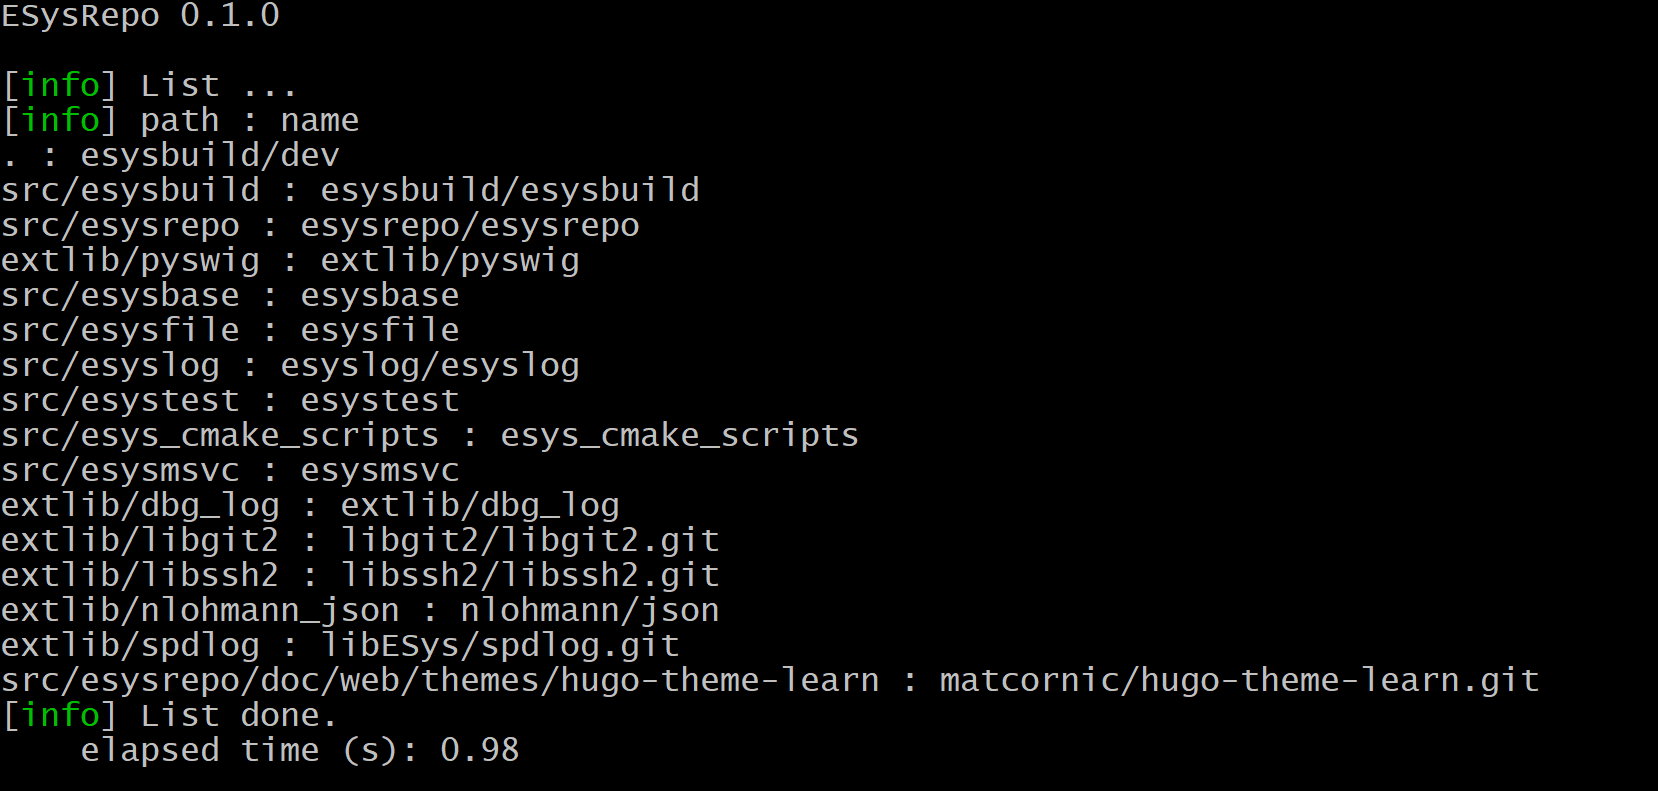 ESysRepo 0.1.0
[info] List ...
[info] path : name
. : esysbuild/dev
src/esysbuild : esysbuild/esysbuild
src/esysrepo : esysrepo/esysrepo
extlib/pyswig : extlib/pyswig
src/esysbase : esysbase
src/esysfile : esysfile
src/esyslog : esyslog/esyslog
src/esystest : esystest
src/esys_cmake_scripts : esys_cmake_scripts
src/esysmsvc : esysmsvc
extlib/dbg_log : extlib/dbg_log
extlib/libgit2 : libgit2/libgit2.git
extlib/libssh2 : libssh2/libssh2.git
extlib/nlohmann_json : nlohmann/json
extlib/spdlog : libESys/spdlog.git
src/esysrepo/doc/web/themes/hugo-theme-learn : matcornic/hugo-theme-learn.git
[info] List done.
    elapsed time (s): 0.98